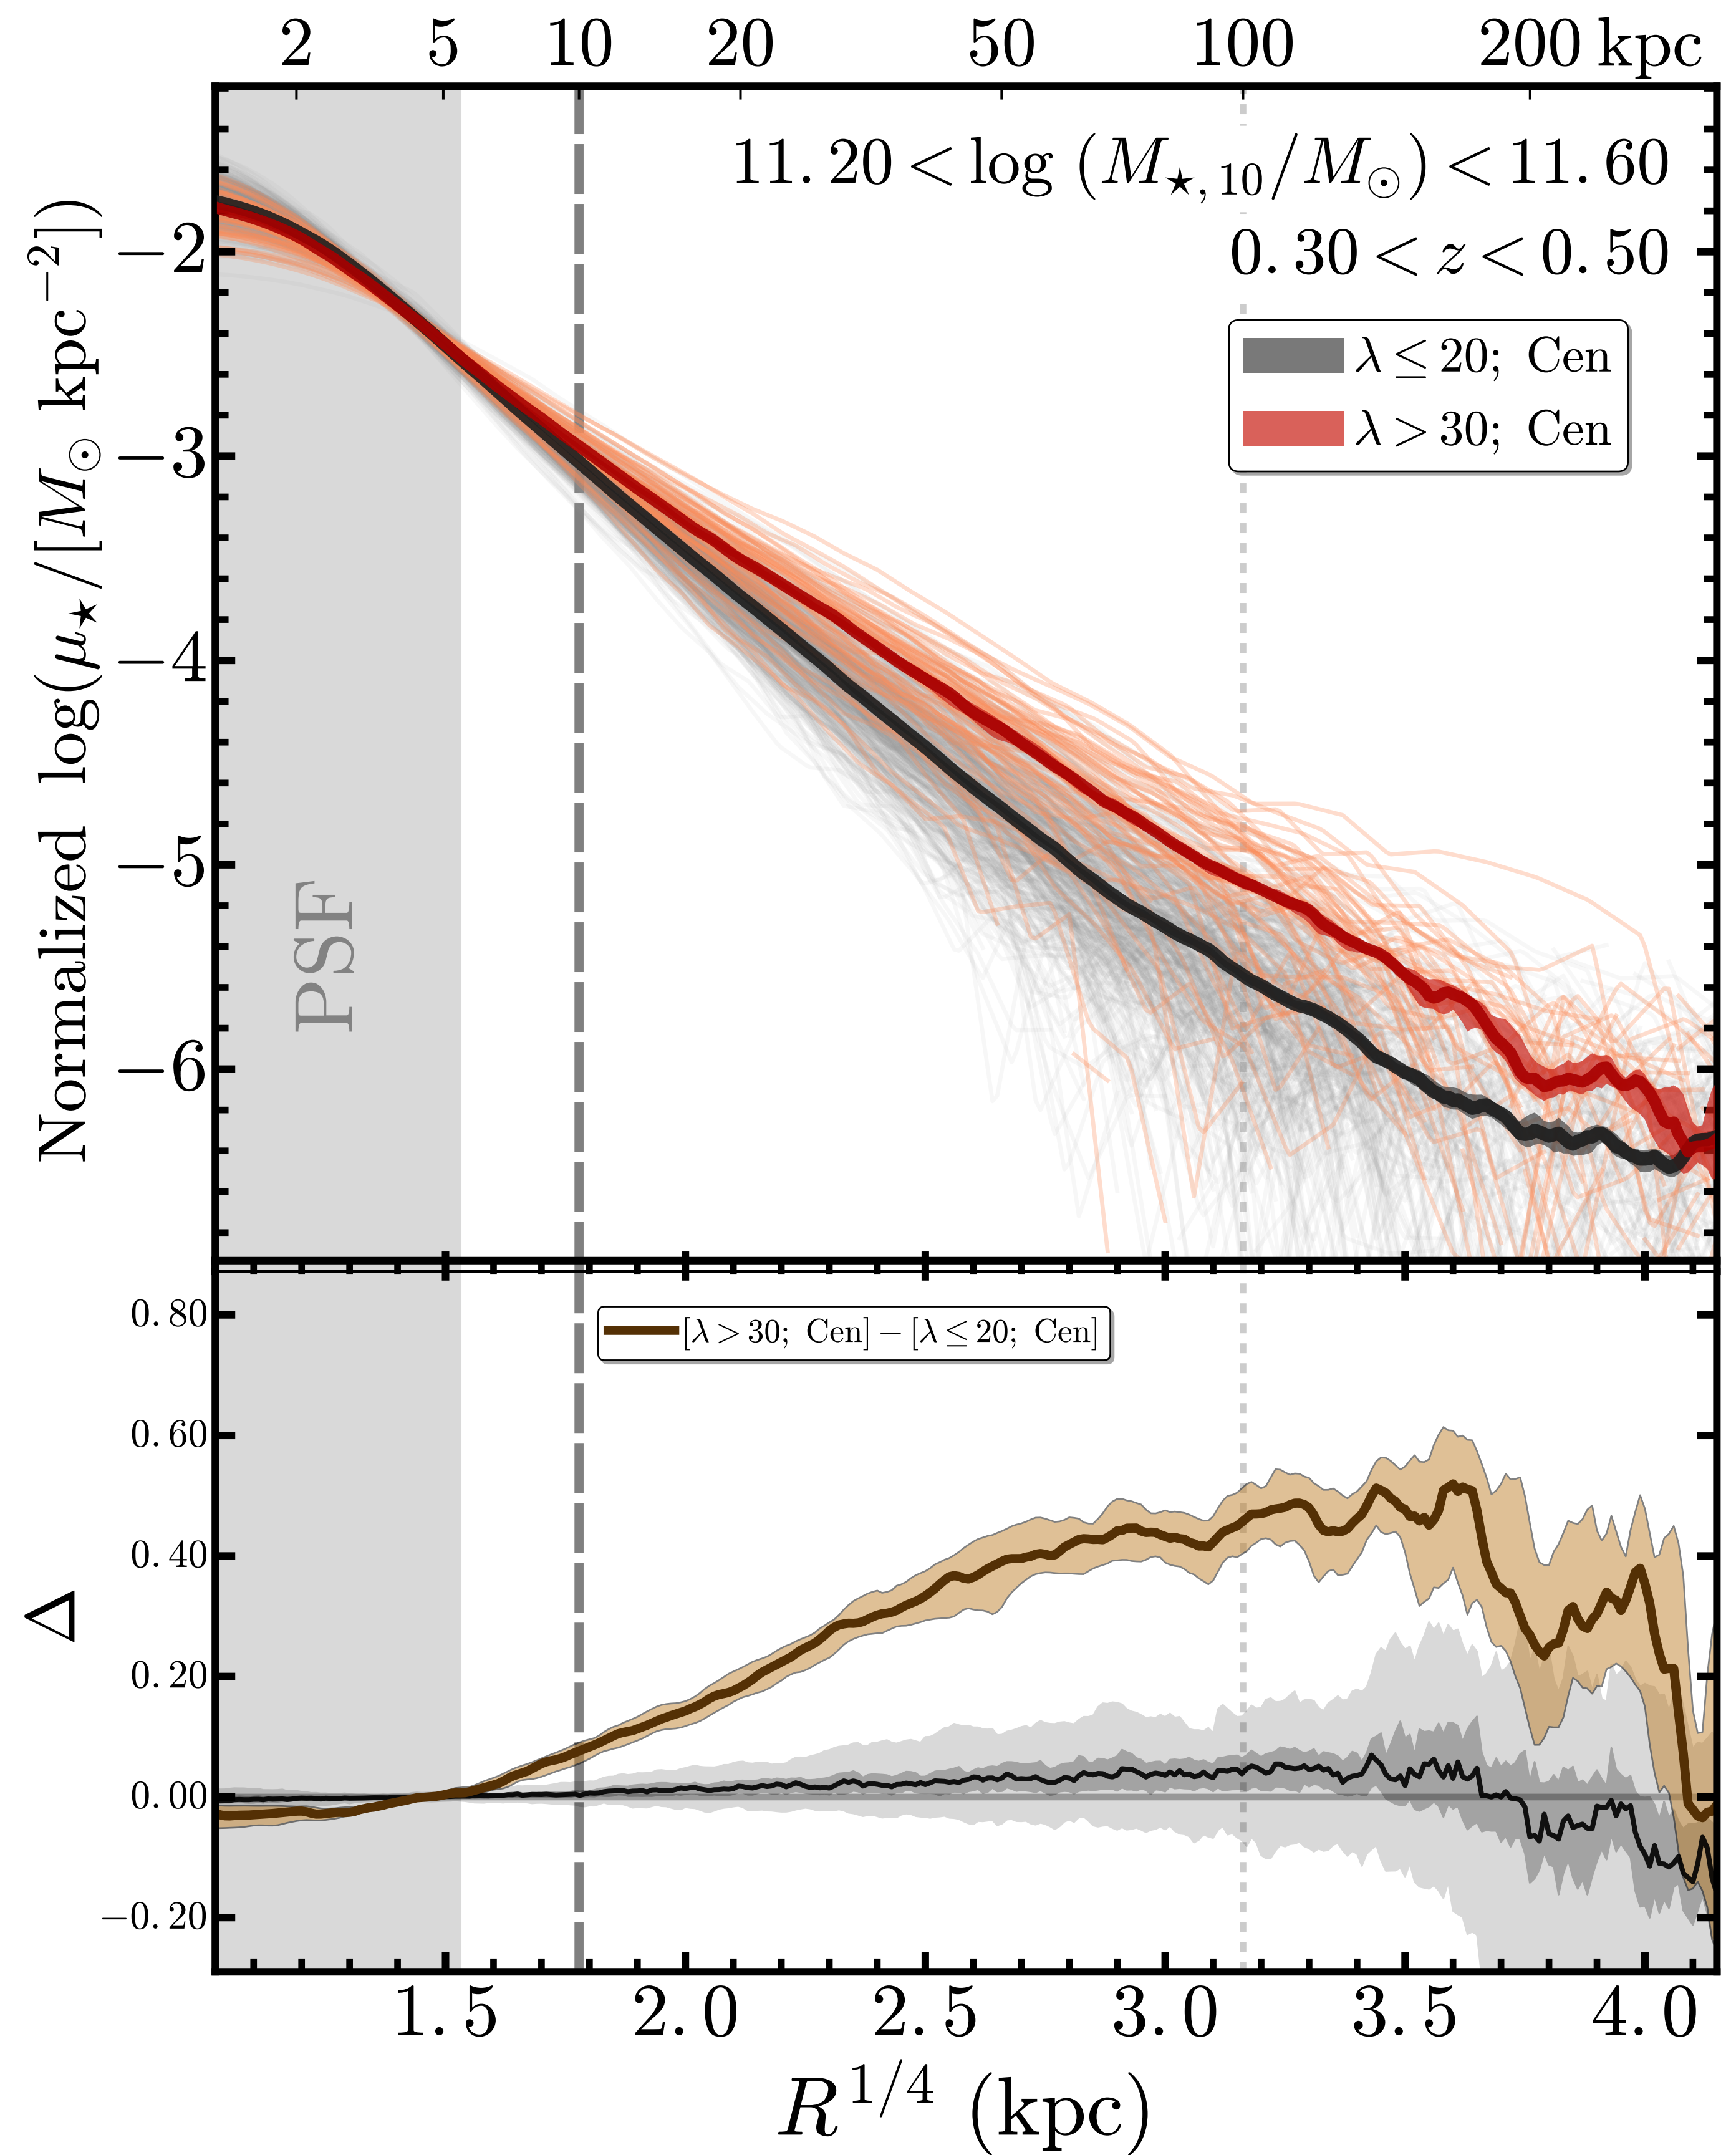 2 5 10 20 50 100 200 kpc
11.20 < log (M⋆,10/M⊙) < 11.60
0.30 < z < 0.50
λ ≤ 20; Cen
λ > 30; Cen
Normalized log(μ⋆/[M⊙ kpc⁻²])
−2
−3
−4
−5
−6
PSF
[λ > 30; Cen] − [λ ≤ 20; Cen]
Δ
0.80
0.60
0.40
0.20
0.00
−0.20
1.5 2.0 2.5 3.0 3.5 4.0
R^{1/4} (kpc)